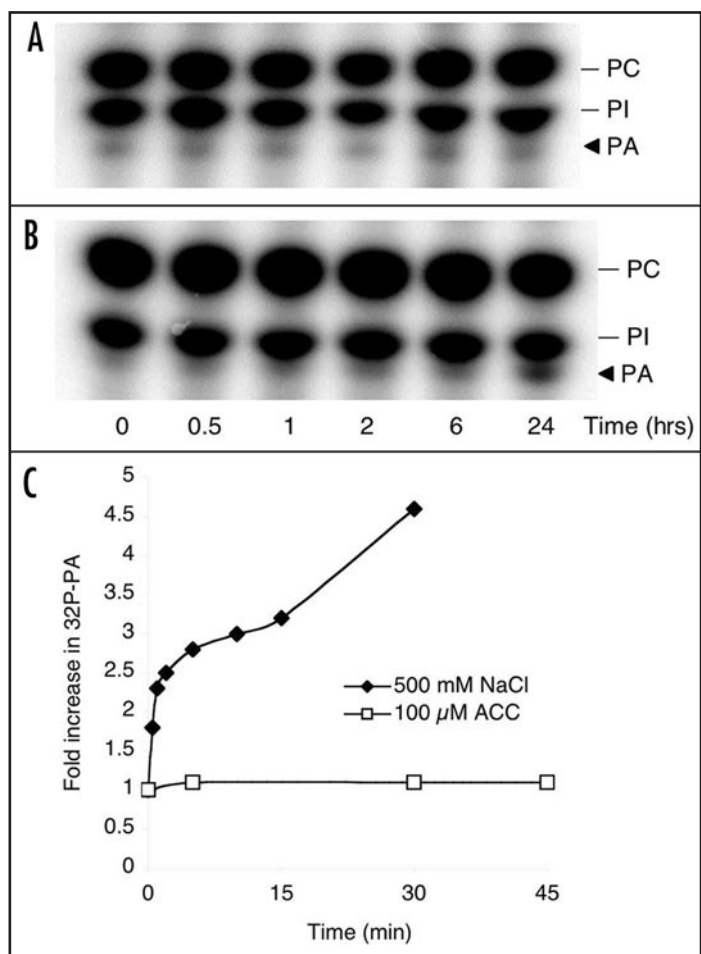 A
PC
PI
PA
B
PC
PI
PA
0 0.5 1 2 6 24 Time (hrs)
C
5
4.5
4
3.5
3
2.5
2
1.5
1
0.5
0
Fold increase in 32P-PA
500 mM NaCl
100 µM ACC
0 15 30 45
Time (min)